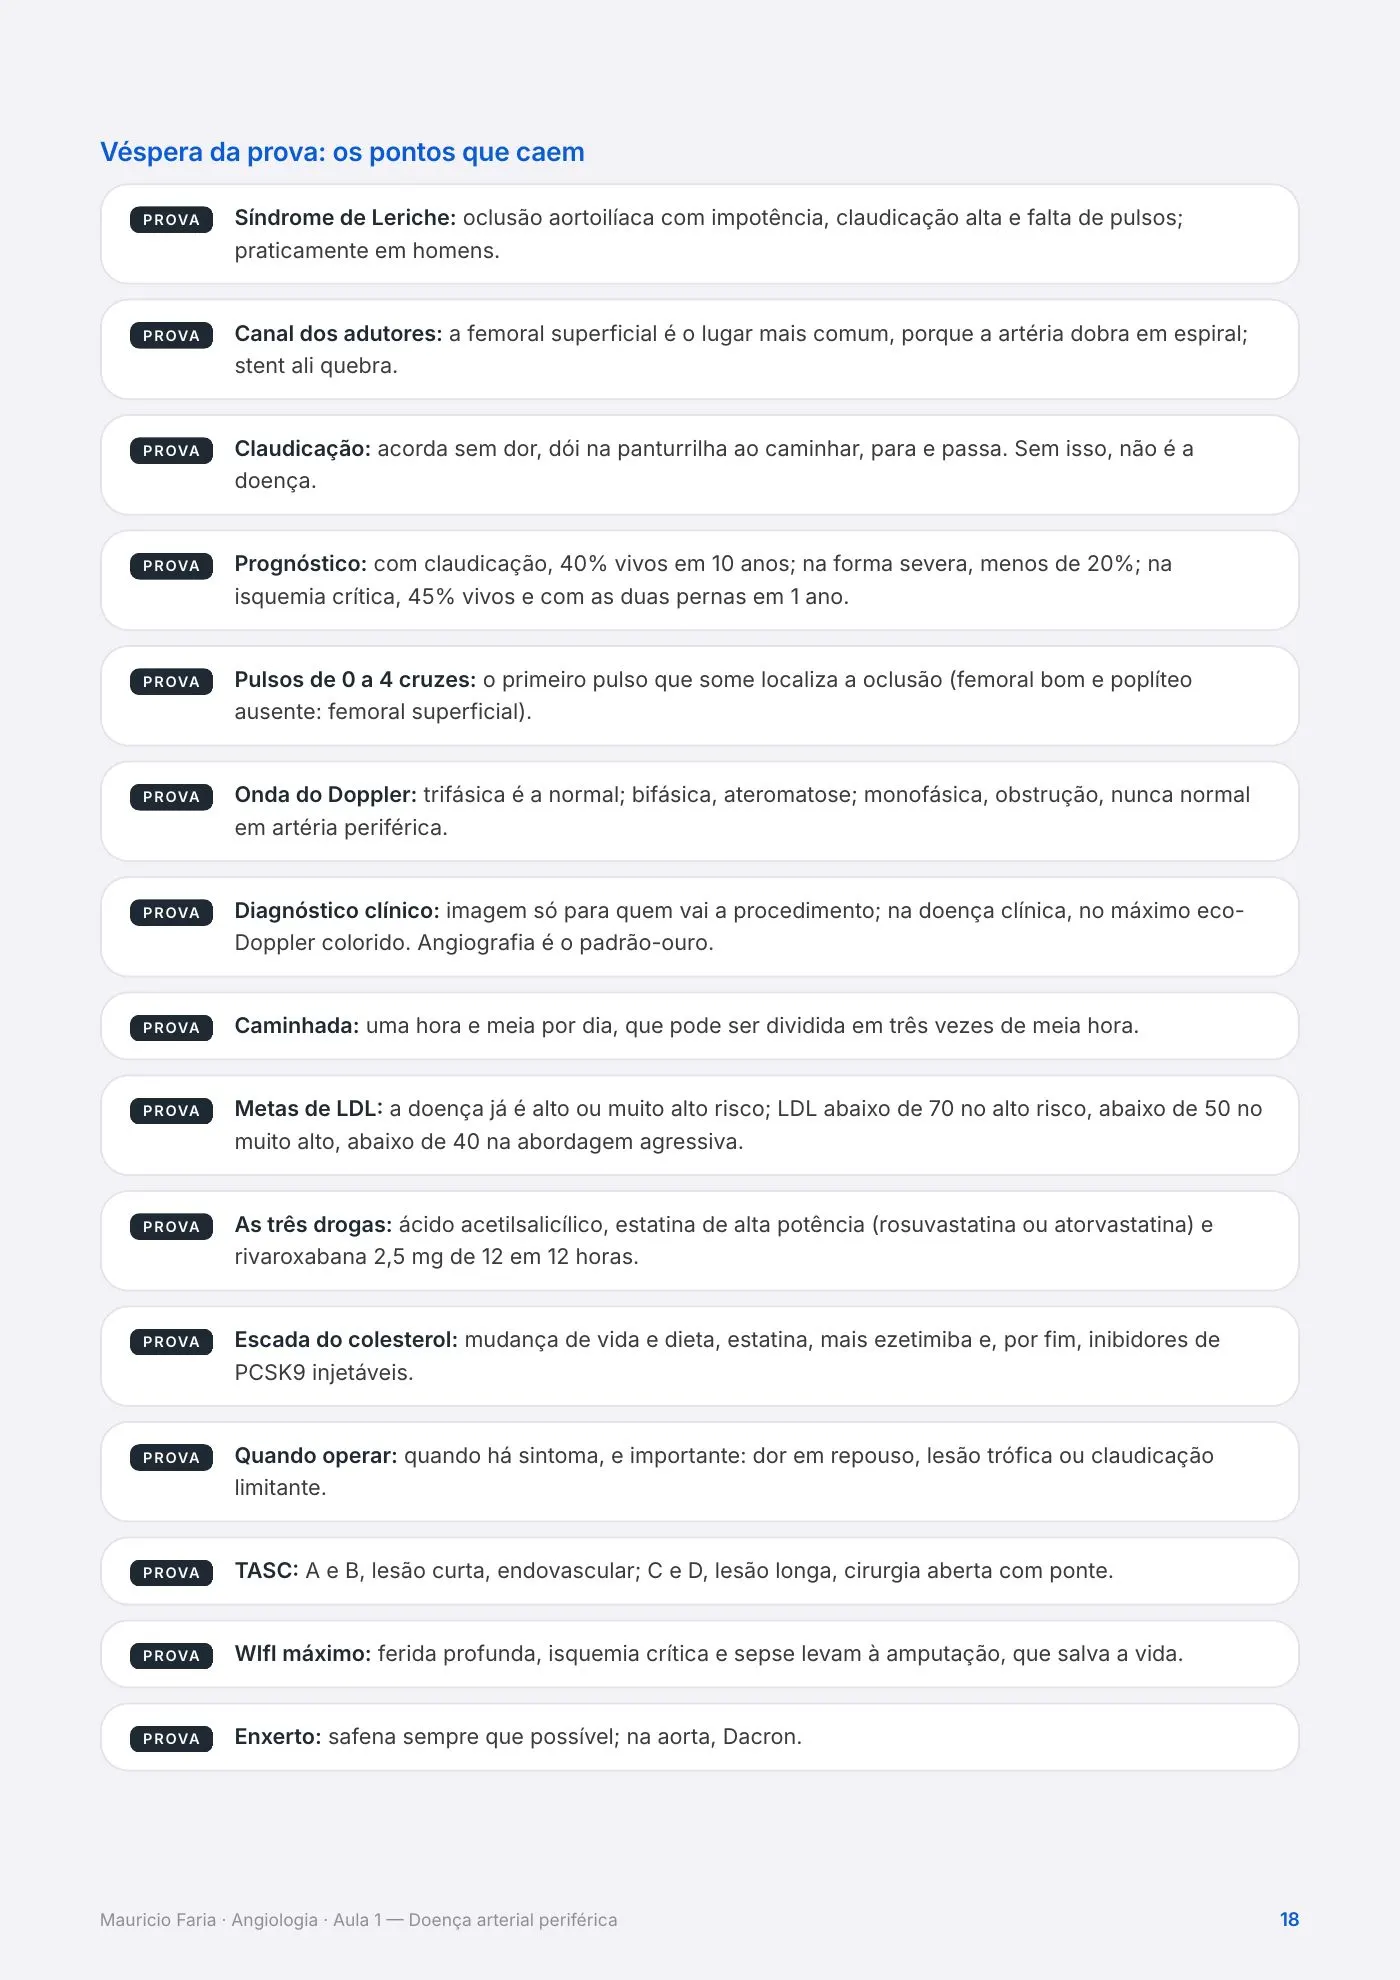 Véspera da prova: os pontos que caem
PROVA Síndrome de Leriche: oclusão aortoilíaca com impotência, claudicação alta e falta de pulsos;
praticamente em homens.
PROVA Canal dos adutores: a femoral superficial é o lugar mais comum, porque a artéria dobra em espiral;
stent ali quebra.
PROVA Claudicação: acorda sem dor, dói na panturrilha ao caminhar, para e passa. Sem isso, não é a
doença.
PROVA Prognóstico: com claudicação, 40% vivos em 10 anos; na forma severa, menos de 20%; na
isquemia crítica, 45% vivos e com as duas pernas em 1 ano.
PROVA Pulsos de 0 a 4 cruzes: o primeiro pulso que some localiza a oclusão (femoral bom e poplíteo
ausente: femoral superficial).
PROVA Onda do Doppler: trifásica é a normal; bifásica, ateromatose; monofásica, obstrução, nunca normal
em artéria periférica.
PROVA Diagnóstico clínico: imagem só para quem vai a procedimento; na doença clínica, no máximo eco-
Doppler colorido. Angiografia é o padrão-ouro.
PROVA Caminhada: uma hora e meia por dia, que pode ser dividida em três vezes de meia hora.
PROVA Metas de LDL: a doença já é alto ou muito alto risco; LDL abaixo de 70 no alto risco, abaixo de 50 no
muito alto, abaixo de 40 na abordagem agressiva.
PROVA As três drogas: ácido acetilsalicílico, estatina de alta potência (rosuvastatina ou atorvastatina) e
rivaroxabana 2,5 mg de 12 em 12 horas.
PROVA Escada do colesterol: mudança de vida e dieta, estatina, mais ezetimiba e, por fim, inibidores de
PCSK9 injetáveis.
PROVA Quando operar: quando há sintoma, e importante: dor em repouso, lesão trófica ou claudicação
limitante.
PROVA TASC: A e B, lesão curta, endovascular; C e D, lesão longa, cirurgia aberta com ponte.
PROVA WIfI máximo: ferida profunda, isquemia crítica e sepse levam à amputação, que salva a vida.
PROVA Enxerto: safena sempre que possível; na aorta, Dacron.
Mauricio Faria · Angiologia · Aula 1 — Doença arterial periférica 18